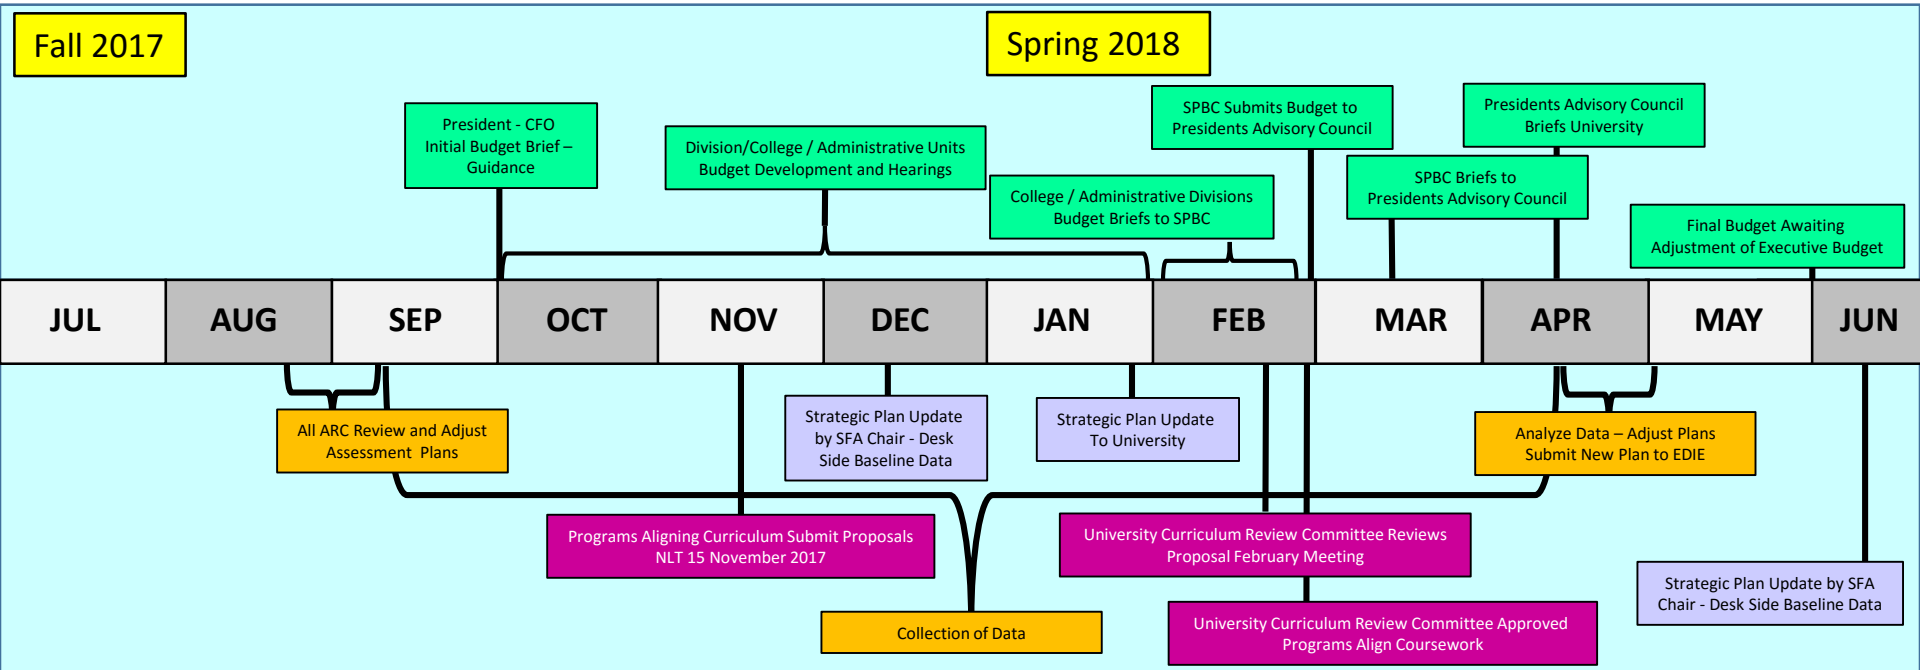 Fall 2017
Spring 2018
President - CFO
Initial Budget Brief –
Guidance
Division/College / Administrative Units
Budget Development and Hearings
College / Administrative Divisions
Budget Briefs to SPBC
SPBC Submits Budget to
Presidents Advisory Council
SPBC Briefs to
Presidents Advisory Council
Presidents Advisory Council
Briefs University
Final Budget Awaiting
Adjustment of Executive Budget
JUL
AUG
SEP
OCT
NOV
DEC
JAN
FEB
MAR
APR
MAY
JUN
All ARC Review and Adjust
Assessment Plans
Strategic Plan Update
by SFA Chair - Desk
Side Baseline Data
Strategic Plan Update
To University
Analyze Data – Adjust Plans
Submit New Plan to EDIE
Programs Aligning Curriculum Submit Proposals
NLT 15 November 2017
University Curriculum Review Committee Reviews
Proposal February Meeting
Strategic Plan Update by SFA
Chair - Desk Side Baseline Data
Collection of Data
University Curriculum Review Committee Approved
Programs Align Coursework